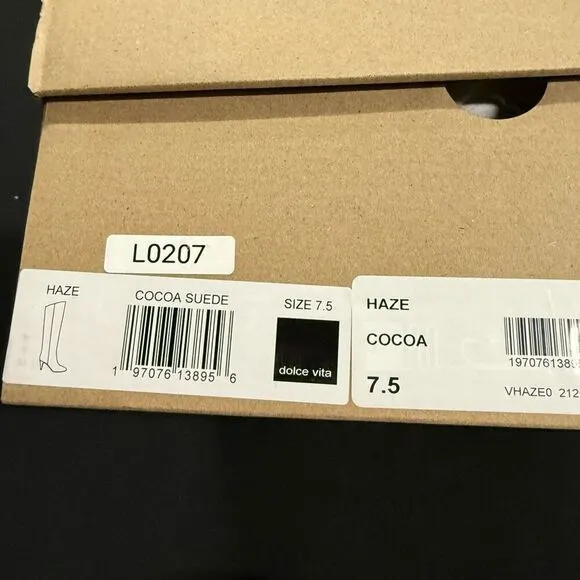 L0207
HAZE
COCOA SUEDE
SIZE 7.5
1 97076 13895 6
dolce vita
HAZE
COCOA
7.5
19707613895
VHAZE0 212